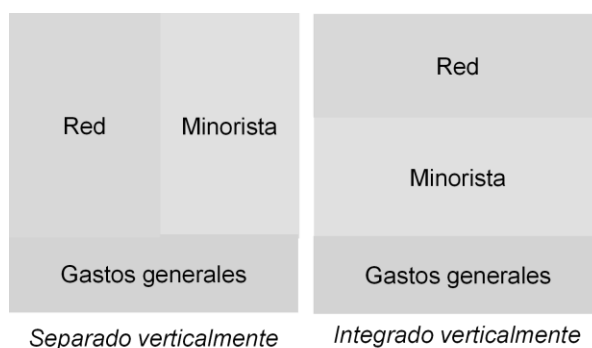 Red
Minorista
Gastos generales
Separado verticalmente
Red
Minorista
Gastos generales
Integrado verticalmente